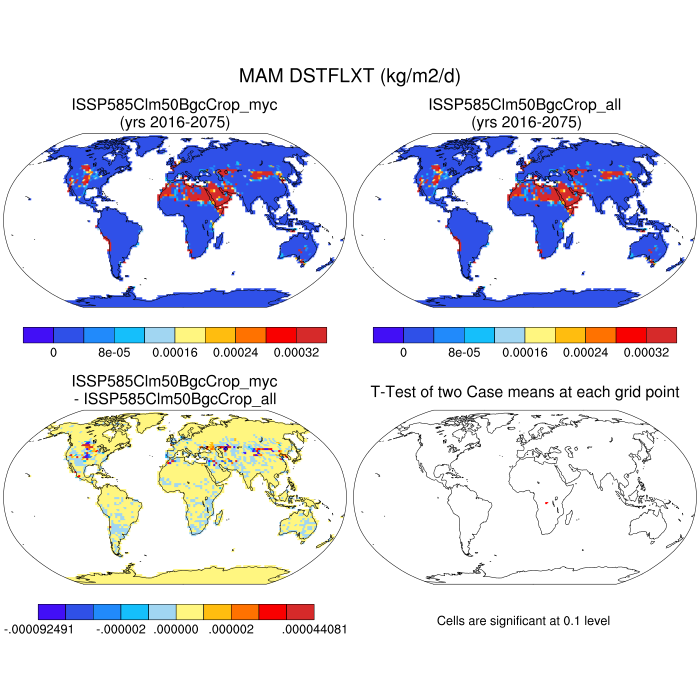 MAM DSTFLXT (kg/m2/d)
ISSP585Clm50BgcCrop_myc
(yrs 2016-2075)
ISSP585Clm50BgcCrop_all
(yrs 2016-2075)
0 8e-05 0.00016 0.00024 0.00032
0 8e-05 0.00016 0.00024 0.00032
ISSP585Clm50BgcCrop_myc
- ISSP585Clm50BgcCrop_all
T-Test of two Case means at each grid point
-.000092491 -.000002 .000000 .000002 .000044081
Cells are significant at 0.1 level